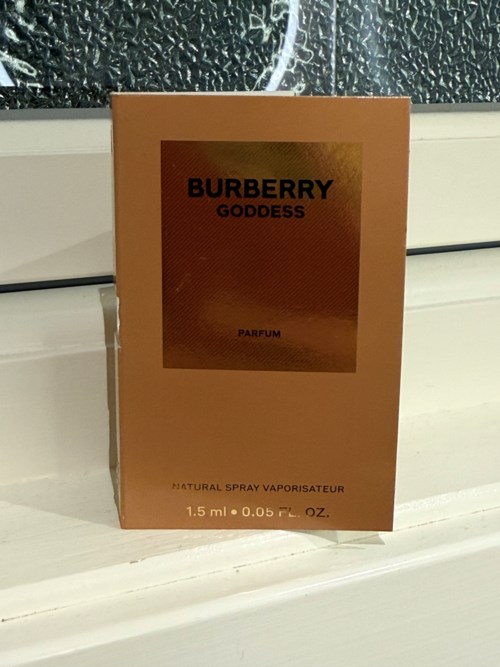 BURBERRY
GODDESS
PARFUM
NATURAL SPRAY VAPORISATEUR
1.5 ml • 0.05 FL. OZ.